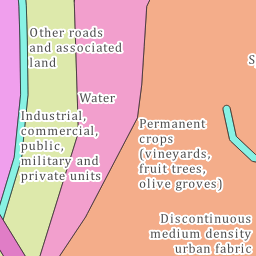 Other roads
and associated
land
Water
Industrial,
commercial,
public,
military and
private units
Permanent
crops
(vineyards,
fruit trees,
olive groves)
Discontinuous
medium density
urban fabric